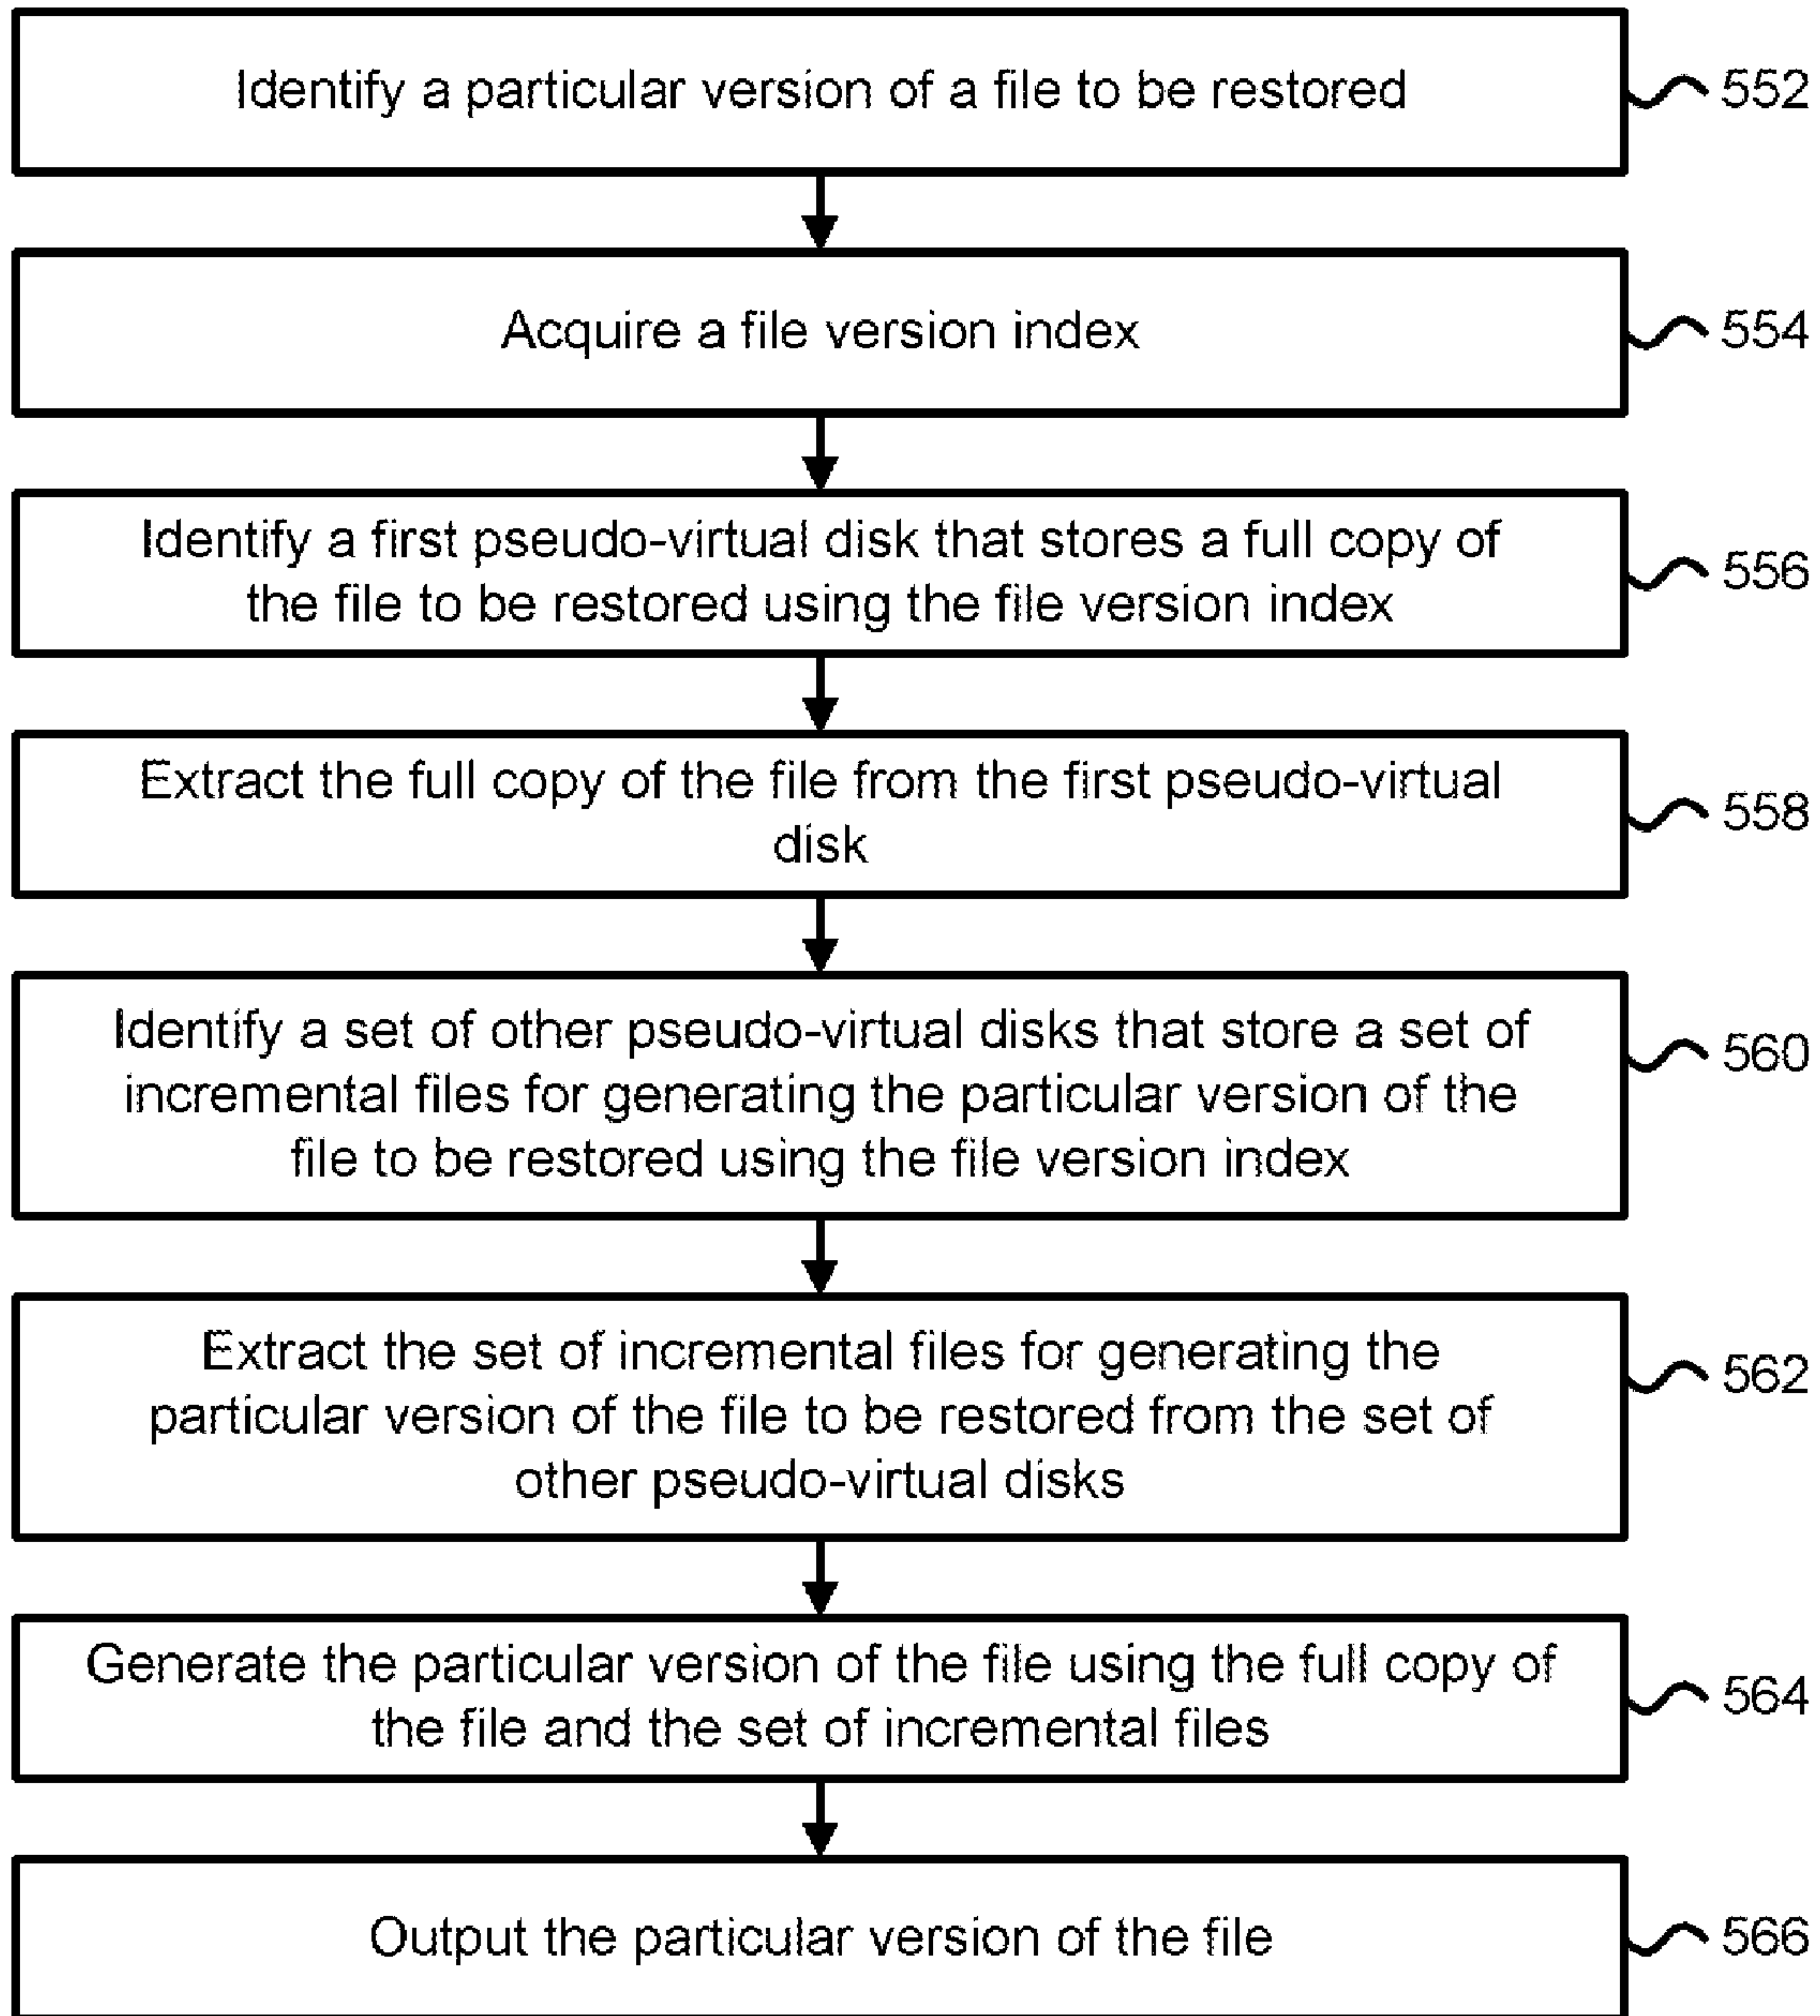 Identify a particular version of a file to be restored
552
Acquire a file version index
554
Identify a first pseudo-virtual disk that stores a full copy of
the file to be restored using the file version index
556
Extract the full copy of the file from the first pseudo-virtual
disk
558
Identify a set of other pseudo-virtual disks that store a set of
incremental files for generating the particular version of the
file to be restored using the file version index
560
Extract the set of incremental files for generating the
particular version of the file to be restored from the set of
other pseudo-virtual disks
562
Generate the particular version of the file using the full copy of
the file and the set of incremental files
564
Output the particular version of the file
566